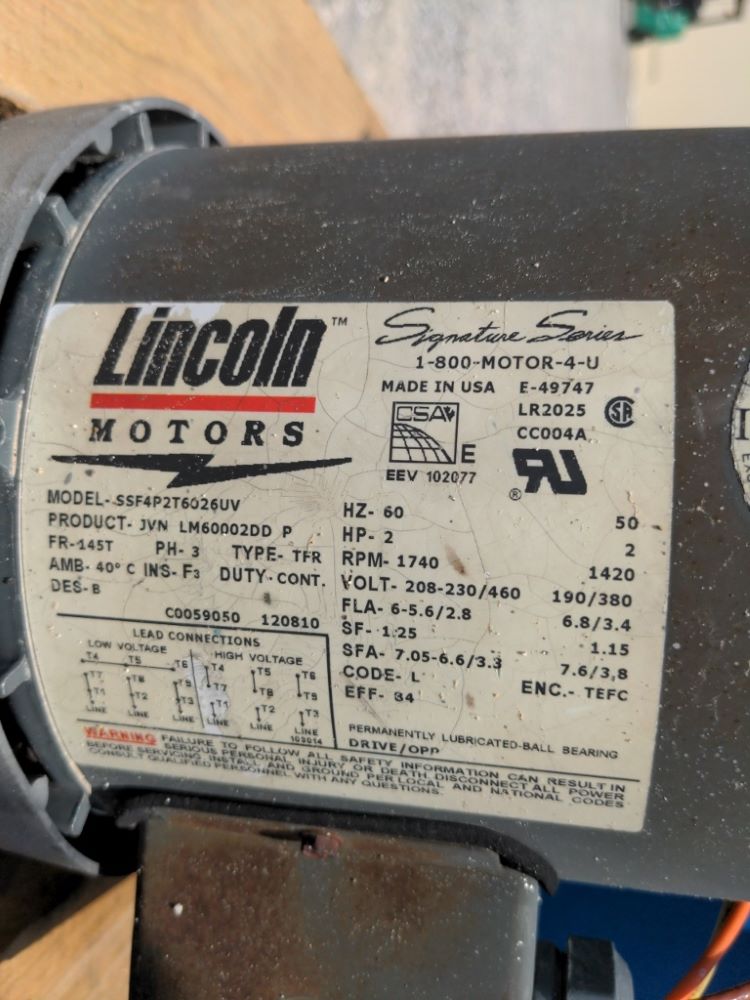 Lincoln™
MOTORS
Signature Series
1-800-MOTOR-4-U
MADE IN USA E-49747
LR2025
CC004A
CSA
E
EEV 102077
®
MODEL- SSF4P2T6026UV
PRODUCT- JVN LM60002DD P
FR-145T PH- 3 TYPE- TFR
AMB- 40° C INS- F3 DUTY- CONT.
DES- B
C0059050 120810
HZ- 60 50
HP- 2 2
RPM- 1740 1420
VOLT- 208-230/460 190/380
FLA- 6-5.6/2.8 6.8/3.4
SF- 1.25 1.15
SFA- 7.05-6.6/3.3 7.6/3.8
CODE- L ENC.- TEFC
EFF- 84
PERMANENTLY LUBRICATED-BALL BEARING
DRIVE/OPP
LEAD CONNECTIONS
LOW VOLTAGE HIGH VOLTAGE
T4 T5 T6 T4 T5 T6
T7 T8 T9 T7 T8 T9
T1 T2 T3 T1 T2 T3
LINE LINE LINE LINE LINE LINE
103014
WARNING FAILURE TO FOLLOW ALL SAFETY INFORMATION CAN RESULT IN
SERIOUS PERSONAL INJURY OR DEATH. DISCONNECT ALL POWER
BEFORE SERVICING. INSTALL AND GROUND PER LOCAL AND NATIONAL CODES
CONSULT QUALIFIED PERSONNEL WITH ANY QUESTIONS.